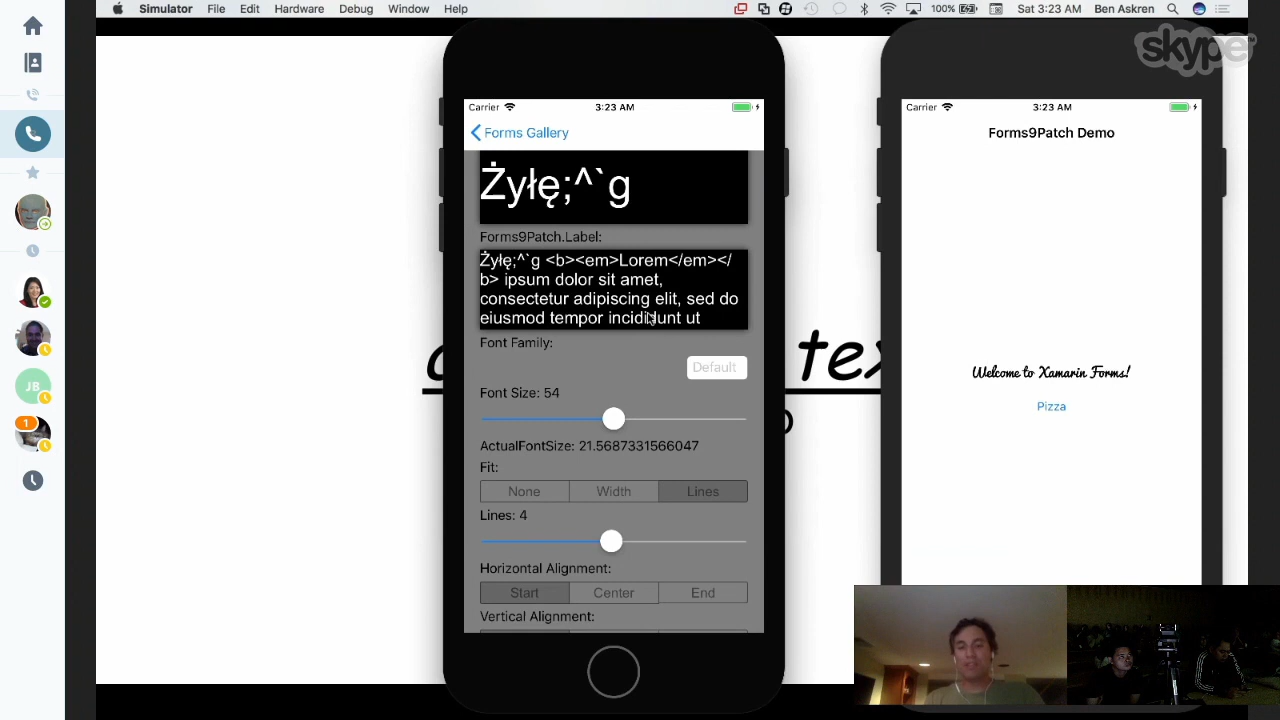 Simulator File Edit Hardware Debug Window Help
100% Sat 3:23 AM Ben Askren
skype
Carrier 3:23 AM
Forms Gallery
Żyłę;^`g
Forms9Patch.Label:
Żyłę;^`g <b><em>Lorem</em></
b> ipsum dolor sit amet,
consectetur adipiscing elit, sed do
eiusmod tempor incididunt ut
Font Family:
Default
Font Size: 54
ActualFontSize: 21.5687331566047
Fit:
None Width Lines
Lines: 4
Horizontal Alignment:
Start Center End
Vertical Alignment:
Carrier 3:23 AM
Forms9Patch Demo
Welcome to Xamarin Forms!
Pizza
JB
1